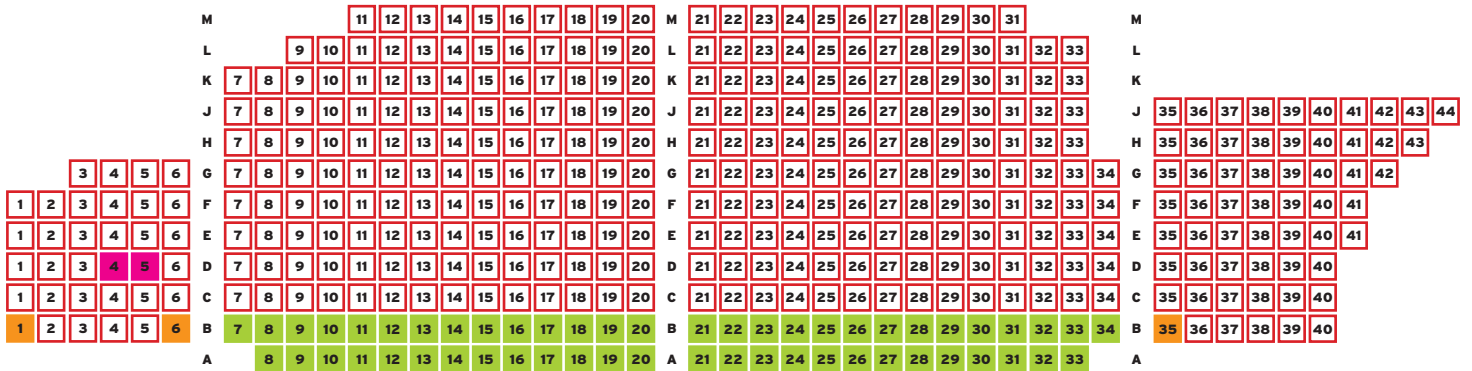 M 11 12 13 14 15 16 17 18 19 20 M 21 22 23 24 25 26 27 28 29 30 31 M
L 9 10 11 12 13 14 15 16 17 18 19 20 L 21 22 23 24 25 26 27 28 29 30 31 32 33 L
K 7 8 9 10 11 12 13 14 15 16 17 18 19 20 K 21 22 23 24 25 26 27 28 29 30 31 32 33 K
J 7 8 9 10 11 12 13 14 15 16 17 18 19 20 J 21 22 23 24 25 26 27 28 29 30 31 32 33 J 35 36 37 38 39 40 41 42 43 44
H 7 8 9 10 11 12 13 14 15 16 17 18 19 20 H 21 22 23 24 25 26 27 28 29 30 31 32 33 H 35 36 37 38 39 40 41 42 43
3 4 5 6 G 7 8 9 10 11 12 13 14 15 16 17 18 19 20 G 21 22 23 24 25 26 27 28 29 30 31 32 33 34 G 35 36 37 38 39 40 41 42
1 2 3 4 5 6 F 7 8 9 10 11 12 13 14 15 16 17 18 19 20 F 21 22 23 24 25 26 27 28 29 30 31 32 33 34 F 35 36 37 38 39 40 41
1 2 3 4 5 6 E 7 8 9 10 11 12 13 14 15 16 17 18 19 20 E 21 22 23 24 25 26 27 28 29 30 31 32 33 34 E 35 36 37 38 39 40 41
1 2 3 4 5 6 D 7 8 9 10 11 12 13 14 15 16 17 18 19 20 D 21 22 23 24 25 26 27 28 29 30 31 32 33 34 D 35 36 37 38 39 40
1 2 3 4 5 6 C 7 8 9 10 11 12 13 14 15 16 17 18 19 20 C 21 22 23 24 25 26 27 28 29 30 31 32 33 34 C 35 36 37 38 39 40
1 2 3 4 5 6 B 7 8 9 10 11 12 13 14 15 16 17 18 19 20 B 21 22 23 24 25 26 27 28 29 30 31 32 33 34 B 35 36 37 38 39 40
A 8 9 10 11 12 13 14 15 16 17 18 19 20 A 21 22 23 24 25 26 27 28 29 30 31 32 33 A